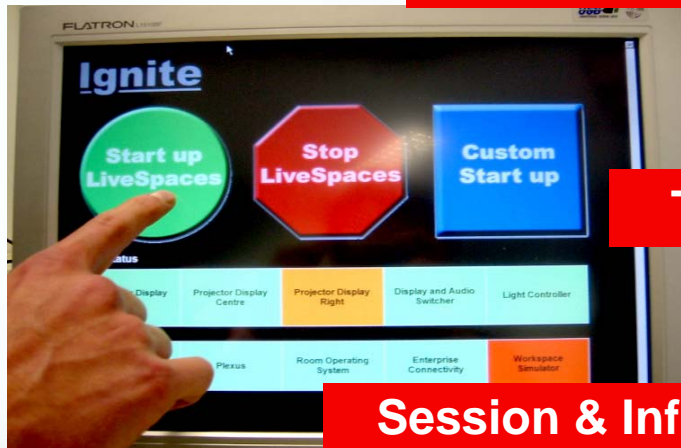 FLATRON
Ignite
Start up
LiveSpaces
Stop
LiveSpaces
Custom
Start up
Display
Projector Display
Centre
Projector Display
Right
Display and Audio
Switcher
Light Controller
Plexus
Room Operating
System
Enterprise
Connectivity
Workspace
Simulator
Session & Inf